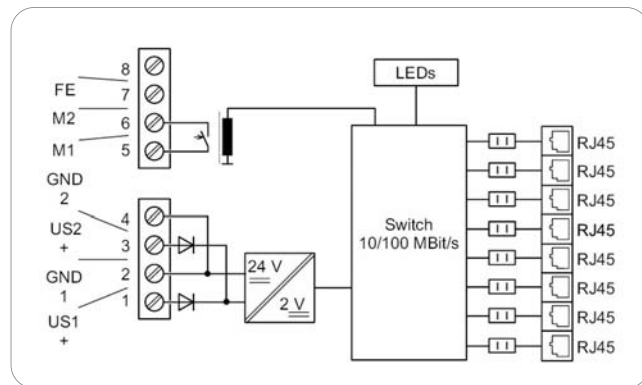 8
FE
7
M2
6
M1
5
GND
2
4
US2
+
3
GND
1
2
US1
+
1
24 V
2 V
LEDs
Switch
10/100 MBit/s
RJ45
RJ45
RJ45
RJ45
RJ45
RJ45
RJ45
RJ45